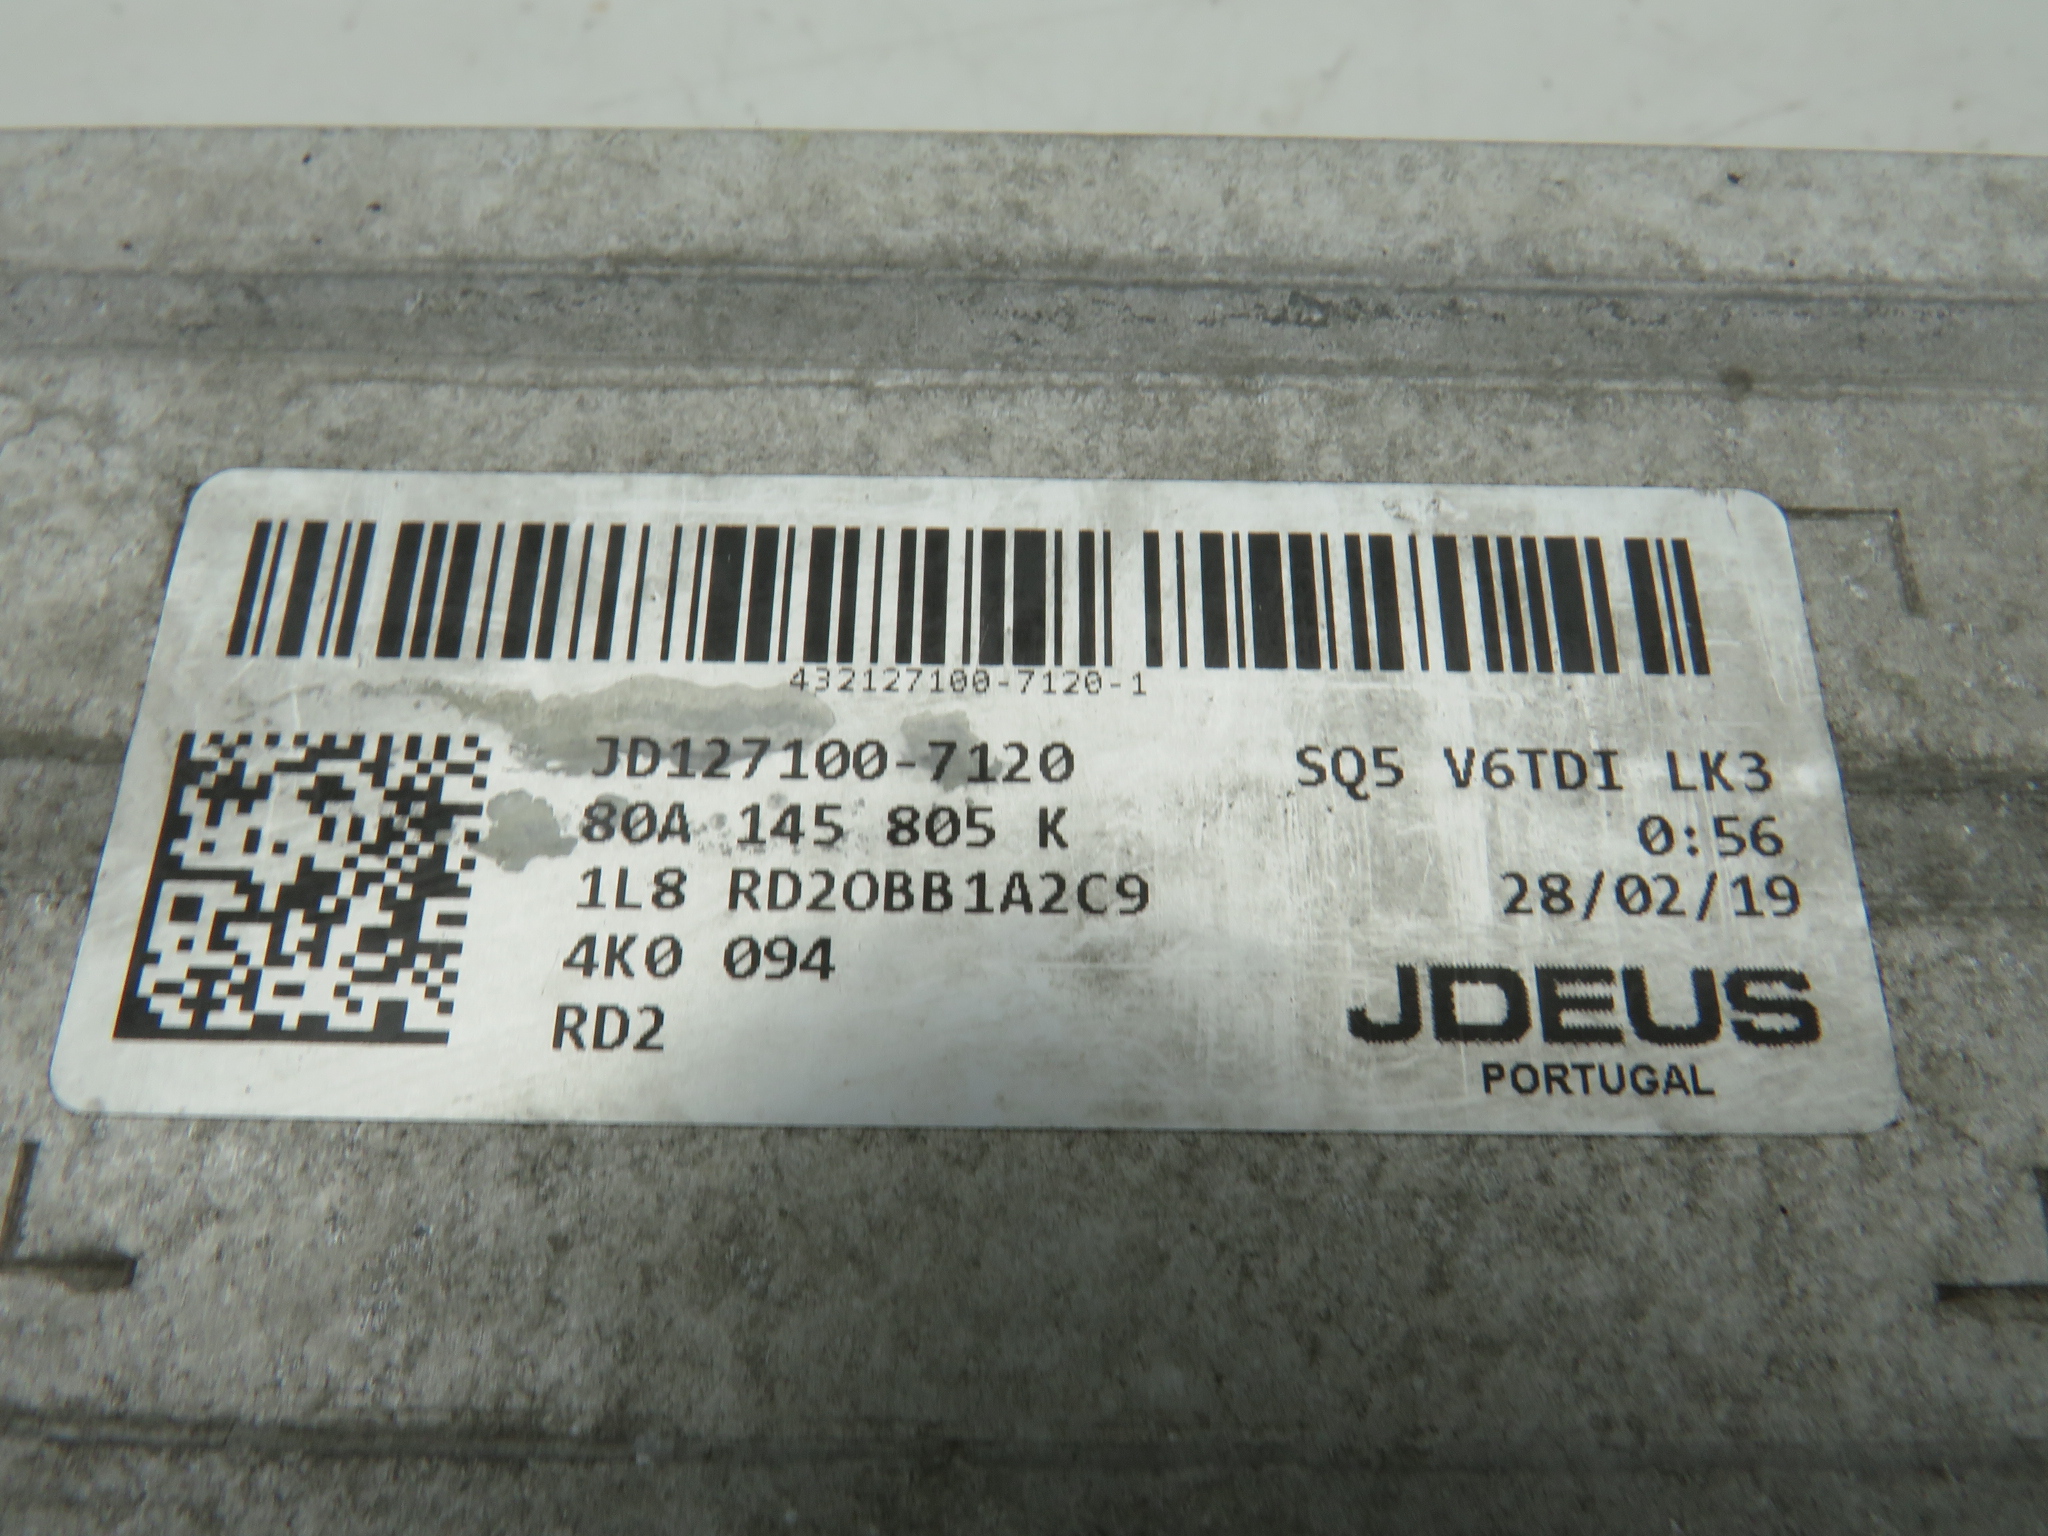 432127100-7120-1
JD127100-7120
80A 145 805 K
1L8 RD2OBB1A2C9
4K0 094
RD2
SQ5 V6TDI LK3
0:56
28/02/19
JDEUS
PORTUGAL